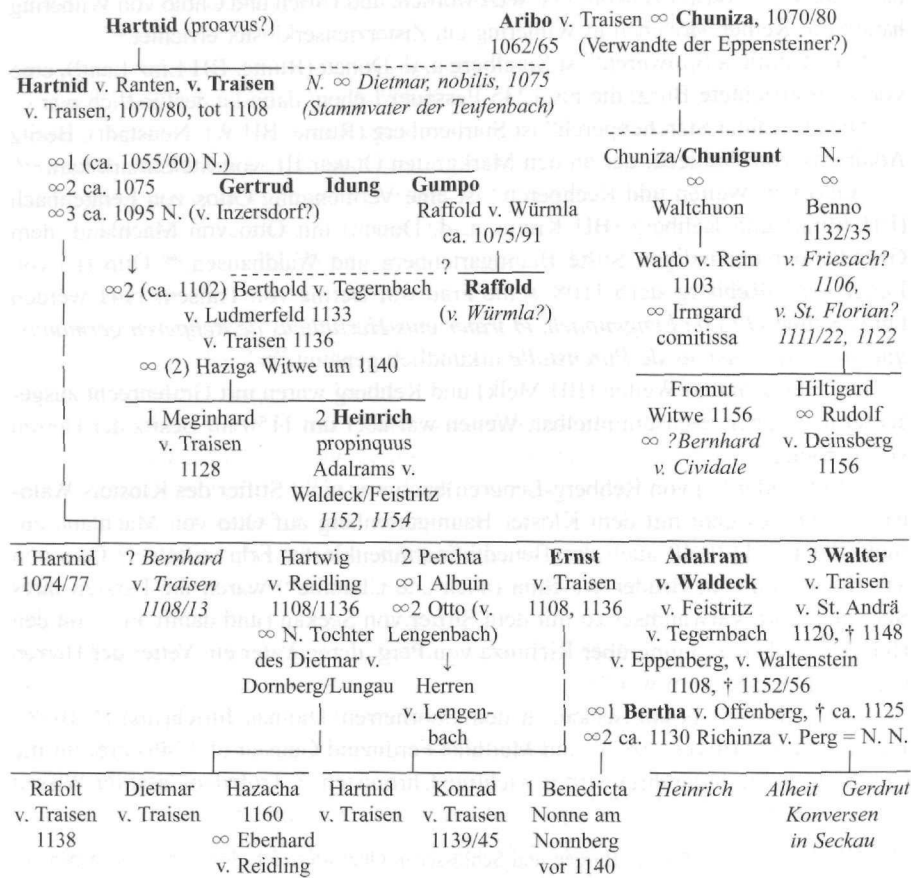 Hartnid (proavus?)
Aribo v. Traisen ∞ Chuniza, 1070/80
1062/65 (Verwandte der Eppensteiner?)
Hartnid v. Ranten, v. Traisen
v. Traisen, 1070/80, tot 1108
N. ∞ Dietmar, nobilis, 1075
(Stammvater der Teifenbach)
∞1 (ca. 1055/60) N.)
∞2 ca. 1075
∞3 ca. 1095 N. (v. Inzersdorf?)
Gertrud Idung Gumpo
Raffold v. Würmla
ca. 1075/91
?
Chuniza/Chunigunt
∞
Waltchun
N.
∞
Benno
1132/35
∞2 (ca. 1102) Berthold v. Tegernbach
v. Ludmerfeld 1133
v. Traisen 1136
∞ (2) Haziga Witwe um 1140
Raffold
(v. Würmla?)
Waldo v. Rein
1103
∞ Irmgard
comitissa
v. Friesach?
1106,
v. St. Florian?
1111/22, 1122
1 Meginhard
v. Traisen
1128
2 Heinrich
propinquus
Adalrams v.
Waldeck/Feistritz
1152, 1154
Fromut
Witwe 1156
∞ ?Bernhard
v. Cividale
Hiltigard
∞ Rudolf
v. Deinsberg
1156
1 Hartnid
1074/77
? Bernhard
v. Traisen
1108/13
Hartwig
v. Reidling
1108/1136
∞ N. Tochter
des Dietmar v.
Dornberg/Lungau
2 Perchta
∞1 Albuin
∞2 Otto (v.
Lengenbach)
Herren
v. Lengen-
bach
Ernst
v. Traisen
1108, 1136
Adalram
v. Waldeck
v. Feistritz
v. Tegernbach
v. Eppenberg, v. Waltenstein
1108, † 1152/56
∞1 Bertha v. Offenberg, † ca. 1125
∞2 ca. 1130 Richinza v. Perg = N. N.
3 Walter
v. Traisen
v. St. Andrä
1120, † 1148
Rafolt
v. Traisen
1138
Dietmar
v. Traisen
Hazacha
1160
∞ Eberhard
v. Reidling
Hartnid
v. Traisen
Konrad
v. Traisen
1139/45
Benedicta
Nonne am
Nonnberg
vor 1140
Heinrich
Alheit Gerdrut
Konversen
in Seckau